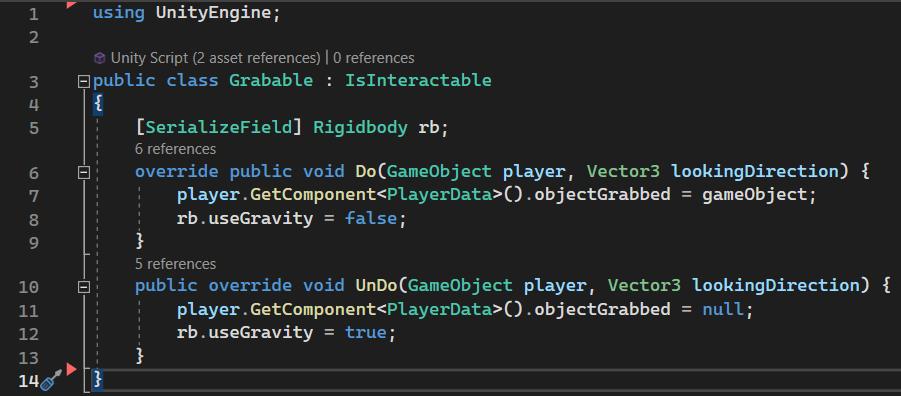 1 using UnityEngine;
2
Unity Script (2 asset references) | 0 references
3 public class Grabable : IsInteractable
4 {
5 [SerializeField] Rigidbody rb;
6 references
6 override public void Do(GameObject player, Vector3 lookingDirection) {
7 player.GetComponent<PlayerData>().objectGrabbed = gameObject;
8 rb.useGravity = false;
9 }
5 references
10 public override void UnDo(GameObject player, Vector3 lookingDirection) {
11 player.GetComponent<PlayerData>().objectGrabbed = null;
12 rb.useGravity = true;
13 }
14 }